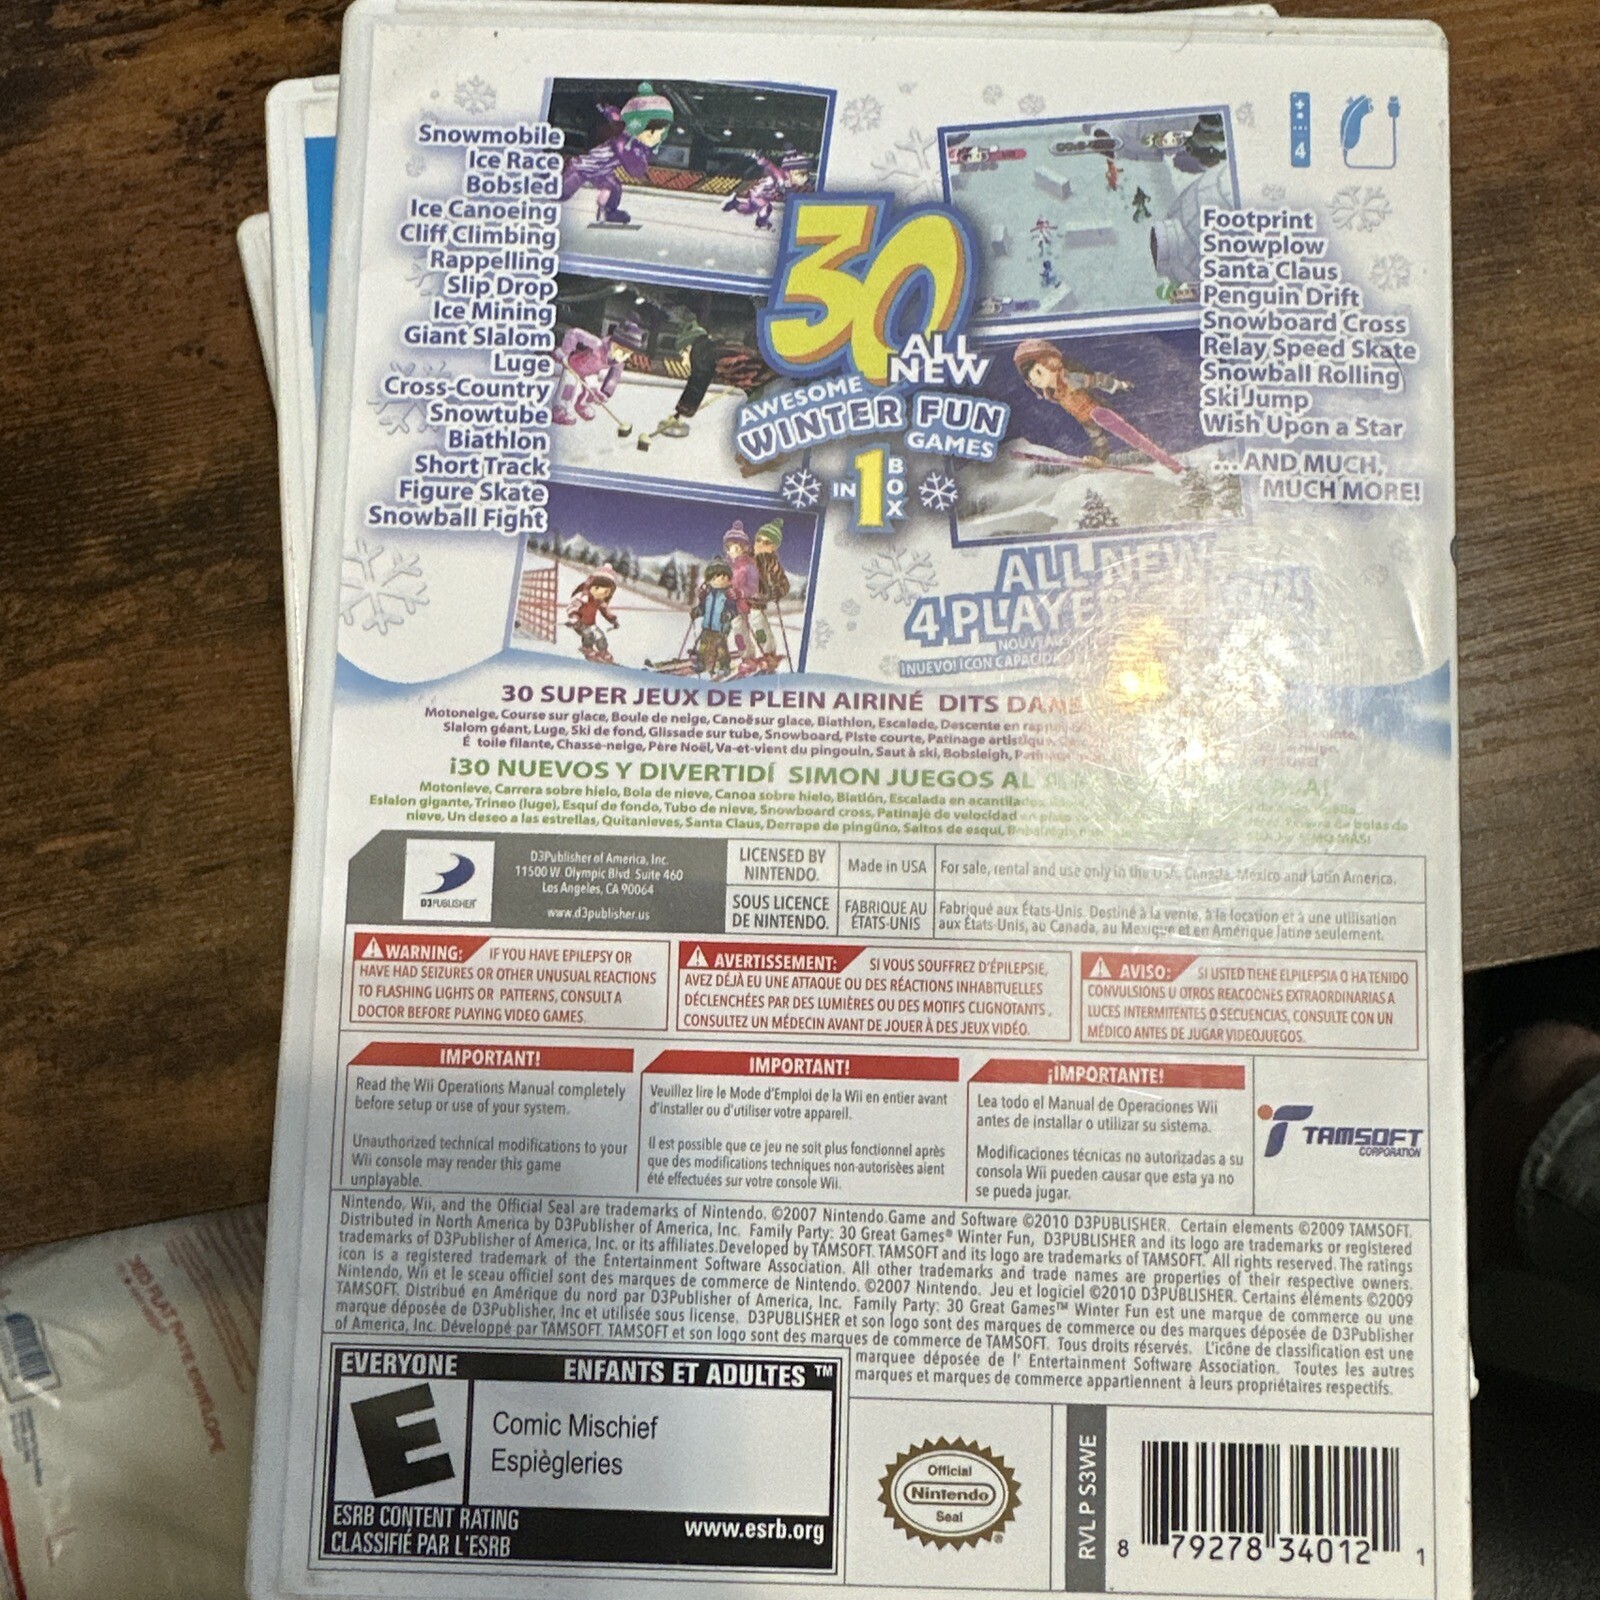 Snowmobile
Ice Race
Bobsled
Ice Canoeing
Cliff Climbing
Rappelling
Slip Drop
Ice Mining
Giant Slalom
Luge
Cross-Country
Snowtube
Biathlon
Short Track
Figure Skate
Snowball Fight
30
ALL NEW
AWESOME
WINTER FUN
GAMES
IN 1 BOX
4
Footprint
Snowplow
Santa Claus
Penguin Drift
Snowboard Cross
Relay Speed Skate
Snowball Rolling
Ski Jump
Wish Upon a Star
...AND MUCH,
MUCH MORE!
ALL NEW
4 PLAYER
¡NUEVO! ICON CAPACIDA
30 SUPER JEUX DE PLEIN AIRINÉ DITS DANS
Motoneige, Course sur glace, Boule de neige, Canoësur glace, Biathlon, Escalade, Descente en
Slalom géant, Luge, Ski de fond, Glissade sur tube, Snowboard, Piste courte, Patinage artistique
É toile filante, Chasse-neige, Père Noël, Va-et-vient du pingouin, Saut à ski, Bobsleigh,
¡30 NUEVOS Y DIVERTIDÍ SIMON JUEGOS AL
Motonieve, Carrera sobre hielo, Bola de nieve, Canoa sobre hielo, Biatlón, Escalada en acantilados
Eslalon gigante, Trineo (luge), Esquí de fondo, Tubo de nieve, Snowboard cross, Patinaje de velocidad en bolas de
nieve, Un deseo a las estrellas, Quitanieves, Santa Claus, Derrape de pingüno, Saltos de esquí, MÁS!
D3PUBLISHER
D3Publisher of America, Inc.
11500 W. Olympic Blvd. Suite 460
Los Angeles, CA 90064
www.d3publisher.us
LICENSED BY
NINTENDO.
Made in USA
For sale, rental and use only in the USA, Canada, Mexico and Latin America.
SOUS LICENCE
DE NINTENDO.
FABRIQUE AU
ÉTATS-UNIS
Fabriqué aux États-Unis. Destiné à la vente, à la location et à une utilisation
aux États-Unis, au Canada, au Mexique et en Amérique latine seulement.
WARNING: IF YOU HAVE EPILEPSY OR
HAVE HAD SEIZURES OR OTHER UNUSUAL REACTIONS
TO FLASHING LIGHTS OR PATTERNS, CONSULT A
DOCTOR BEFORE PLAYING VIDEO GAMES.
AVERTISSEMENT: SI VOUS SOUFFREZ D'ÉPILEPSIE,
AVEZ DÉJÀ EU UNE ATTAQUE OU DES RÉACTIONS INHABITUELLES
DÉCLENCHÉES PAR DES LUMIÈRES OU DES MOTIFS CLIGNOTANTS,
CONSULTEZ UN MÉDECIN AVANT DE JOUER À DES JEUX VIDÉO.
AVISO: SI USTED TIENE ELPILEPSIA O HA TENIDO
CONVULSIONS U OTROS REACOONES EXTRAORDINARIAS A
LUCES INTERMITENTES O SECUENCIAS, CONSULTE CON UN
MÉDICO ANTES DE JUGAR VIDEOJUEGOS.
IMPORTANT!
Read the Wii Operations Manual completely
before setup or use of your system.
Unauthorized technical modifications to your
Wii console may render this game
unplayable.
IMPORTANT!
Veuillez lire le Mode d'Emploi de la Wii en entier avant
d'installer ou d'utiliser votre appareil.
Il est possible que ce jeu ne soit plus fonctionnel après
que des modifications techniques non-autorisées aient
été effectuées sur votre console Wii.
¡IMPORTANTE!
Lea todo el Manual de Operaciones Wii
antes de installar o utilizar su sistema.
Modificaciones técnicas no autorizadas a su
consola Wii pueden causar que esta ya no
se pueda jugar.
TAMSOFT
CORPORATION
Nintendo, Wii, and the Official Seal are trademarks of Nintendo. ©2007 Nintendo.Game and Software ©2010 D3PUBLISHER. Certain elements ©2009 TAMSOFT.
Distributed in North America by D3Publisher of America, Inc. Family Party: 30 Great Games® Winter Fun, D3PUBLISHER and its logo are trademarks or registered
trademarks of D3Publisher of America, Inc. or its affiliates.Developed by TAMSOFT. TAMSOFT and its logo are trademarks of TAMSOFT. All rights reserved. The ratings
icon is a registered trademark of the Entertainment Software Association. All other trademarks and trade names are properties of their respective owners.
Nintendo, Wii et le sceau officiel sont des marques de commerce de Nintendo. ©2007 Nintendo. Jeu et logiciel ©2010 D3PUBLISHER. Certains éléments ©2009
TAMSOFT. Distribué en Amérique du nord par D3Publisher of America, Inc. Family Party: 30 Great Games™ Winter Fun est une marque de commerce ou une
marque déposée de D3Publisher, Inc et utilisée sous license. D3PUBLISHER et son logo sont des marques de commerce ou des marques déposée de D3Publisher
of America, Inc. Développé par TAMSOFT. TAMSOFT et son logo sont des marques de commerce de TAMSOFT. Tous droits réservés. L'icône de classification est une
marquee déposée de l' Entertainment Software Association. Toutes les autres
marques et marques de commerce appartiennent à leurs propriétaires respectifs.
EVERYONE
ENFANTS ET ADULTES ™
E
Comic Mischief
Espiègleries
ESRB CONTENT RATING
CLASSIFIÉ PAR L'ESRB
www.esrb.org
Official
Nintendo
Seal
RVL P S3WE
8 79278 34012 1